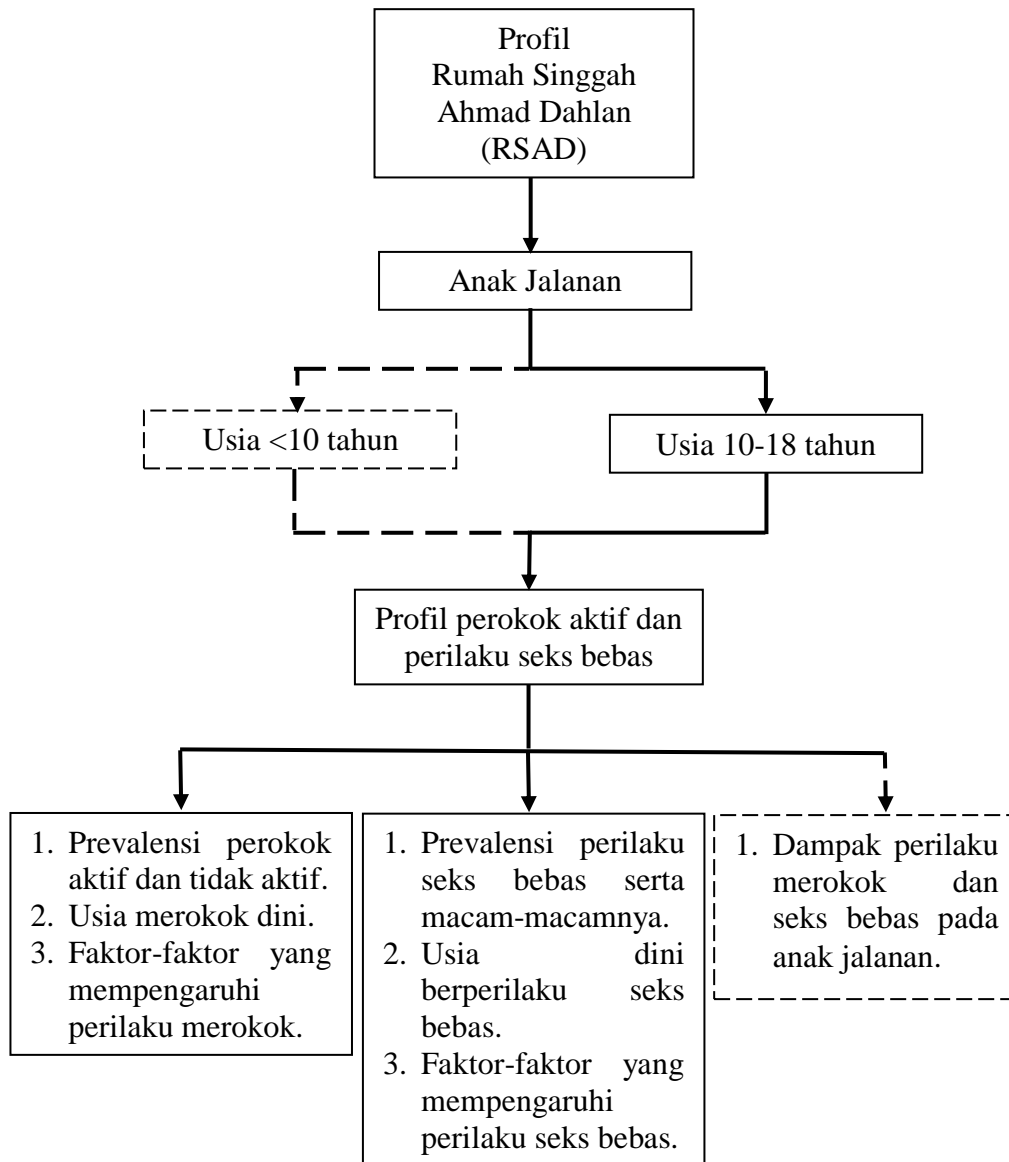 Profil
Rumah Singgah
Ahmad Dahlan
(RSAD)
Anak Jalanan
Usia <10 tahun
Usia 10-18 tahun
Profil perokok aktif dan
perilaku seks bebas
1. Prevalensi perokok
aktif dan tidak aktif.
2. Usia merokok dini.
3. Faktor-faktor yang
mempengaruhi
perilaku merokok.
1. Prevalensi perilaku
seks bebas serta
macam-macamnya.
2. Usia dini
berperilaku seks
bebas.
3. Faktor-faktor yang
mempengaruhi
perilaku seks bebas.
1. Dampak perilaku
merokok dan
seks bebas pada
anak jalanan.